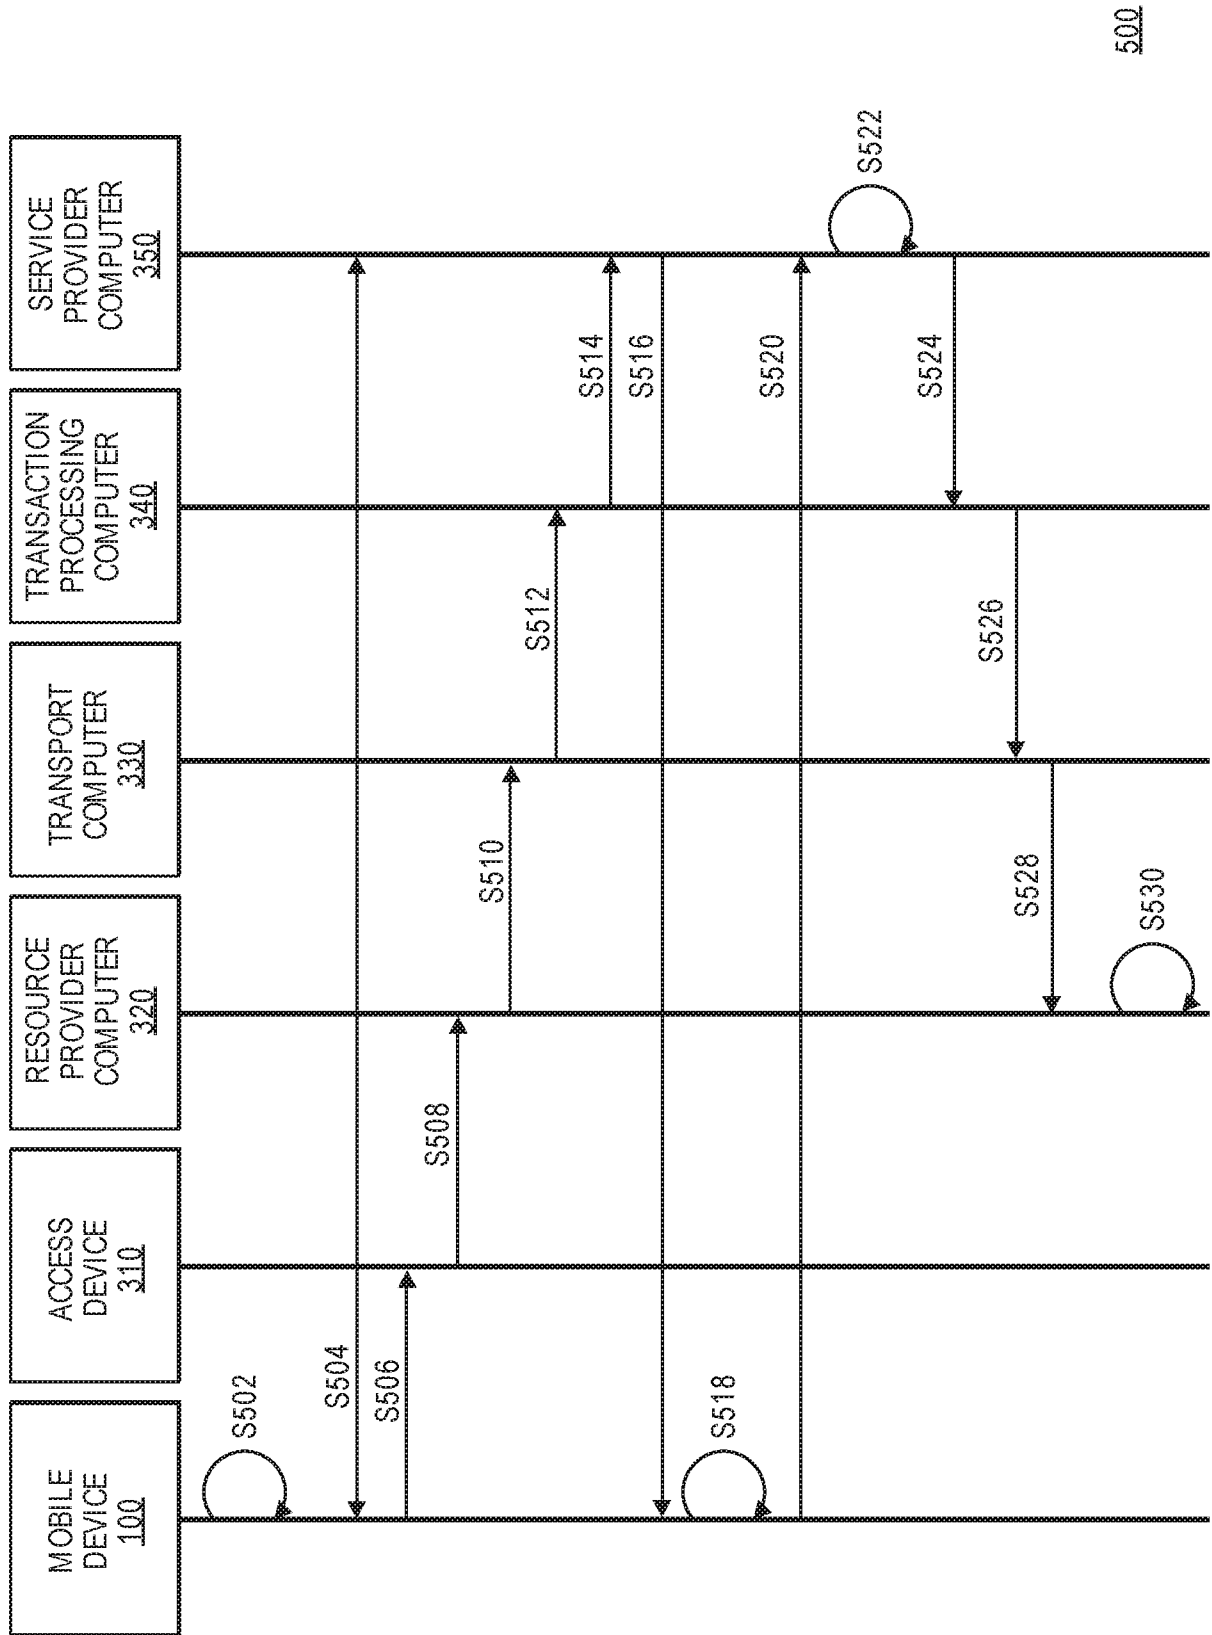 MOBILE
DEVICE
100
ACCESS
DEVICE
310
RESOURCE
PROVIDER
COMPUTER
320
TRANSPORT
COMPUTER
330
TRANSACTION
PROCESSING
COMPUTER
340
SERVICE
PROVIDER
COMPUTER
350
S502
S504
S506
S508
S510
S512
S514
S516
S518
S520
S522
S524
S526
S528
S530
500